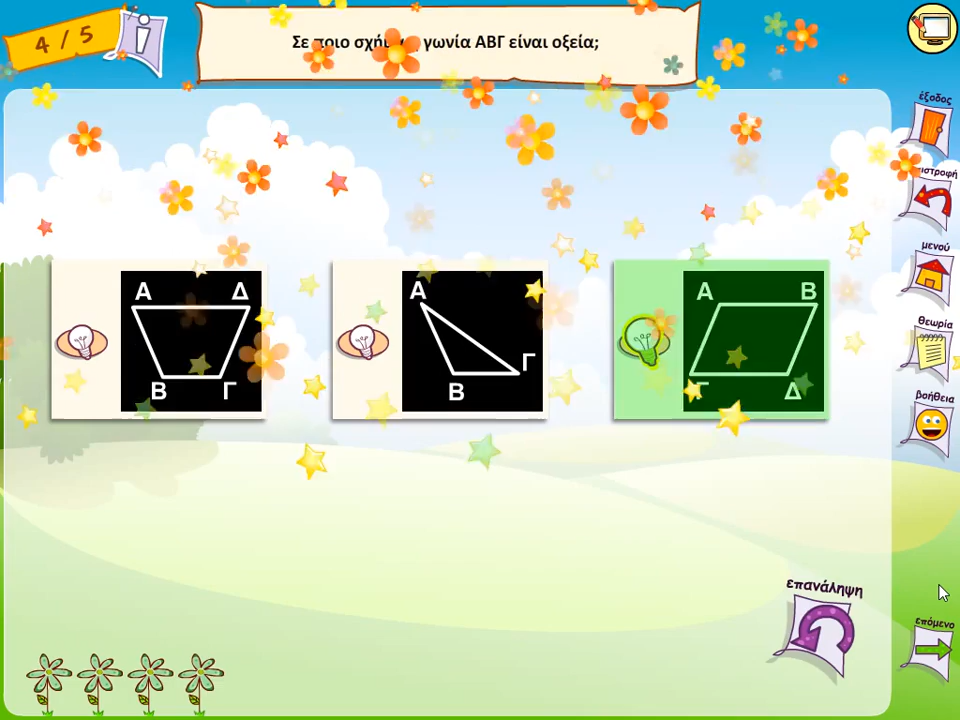 4 / 5
Σε ποιο γωνία ΑΒΓ είναι οξεία;
έξοδος
μενού
θεωρία
βοήθεια
Α Δ
Β Γ
Α
Γ
Β
Α Β
Γ Δ
επανάληψη
επόμενο